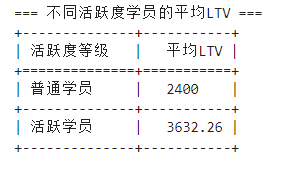 === 不同活跃度学员的平均LTV ===
+--------------+-----------+
| 活跃度等级   |   平均LTV |
+==============+===========+
| 普通学员     |   2400    |
+--------------+-----------+
| 活跃学员     |   3632.26 |
+--------------+-----------+